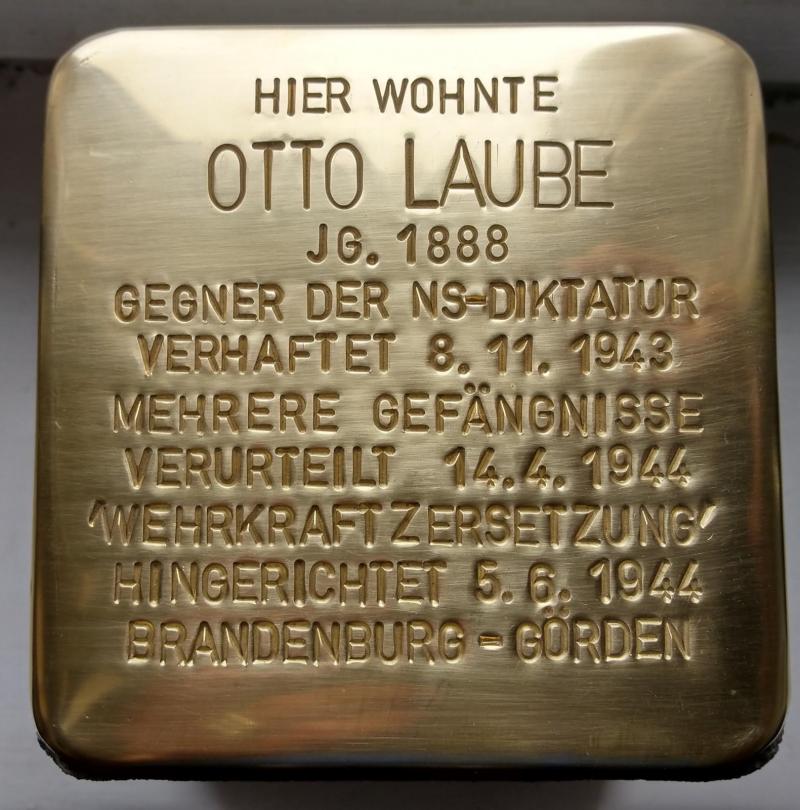 HIER WOHNTE
OTTO LAUBE
JG. 1888
GEGNER DER NS-DIKTATUR
VERHAFTET 8. 11. 1943
MEHRERE GEFÄNGNISSE
VERURTEILT 14. 4. 1944
'WEHRKRAFTZERSETZUNG'
HINGERICHTET 5. 6. 1944
BRANDENBURG - GÖRDEN